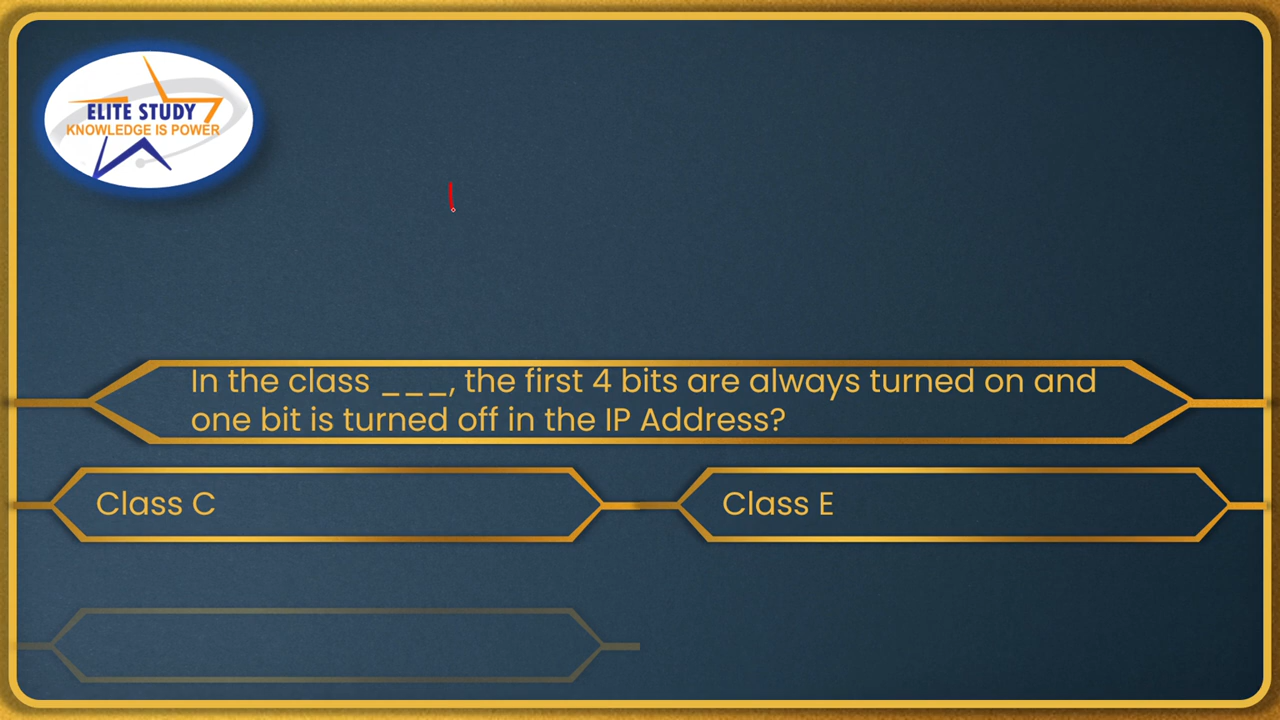 ELITE STUDY
KNOWLEDGE IS POWER
In the class ___, the first 4 bits are always turned on and
one bit is turned off in the IP Address?
Class C
Class E